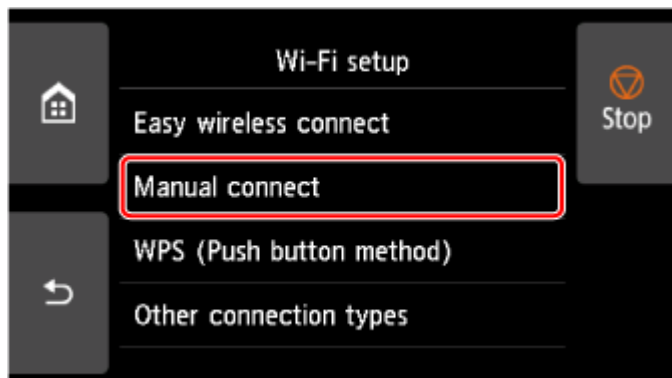 Wi-Fi setup
Stop
Easy wireless connect
Manual connect
WPS (Push button method)
Other connection types